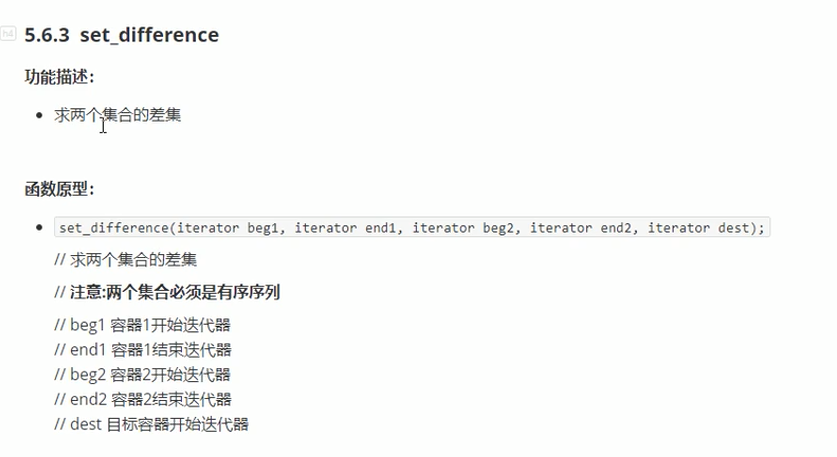 h4
5.6.3 set_difference
功能描述：
求两个集合的差集
函数原型：
set_difference(iterator beg1, iterator end1, iterator beg2, iterator end2, iterator dest);
// 求两个集合的差集
// 注意:两个集合必须是有序序列
// beg1 容器1开始迭代器
// end1 容器1结束迭代器
// beg2 容器2开始迭代器
// end2 容器2结束迭代器
// dest 目标容器开始迭代器